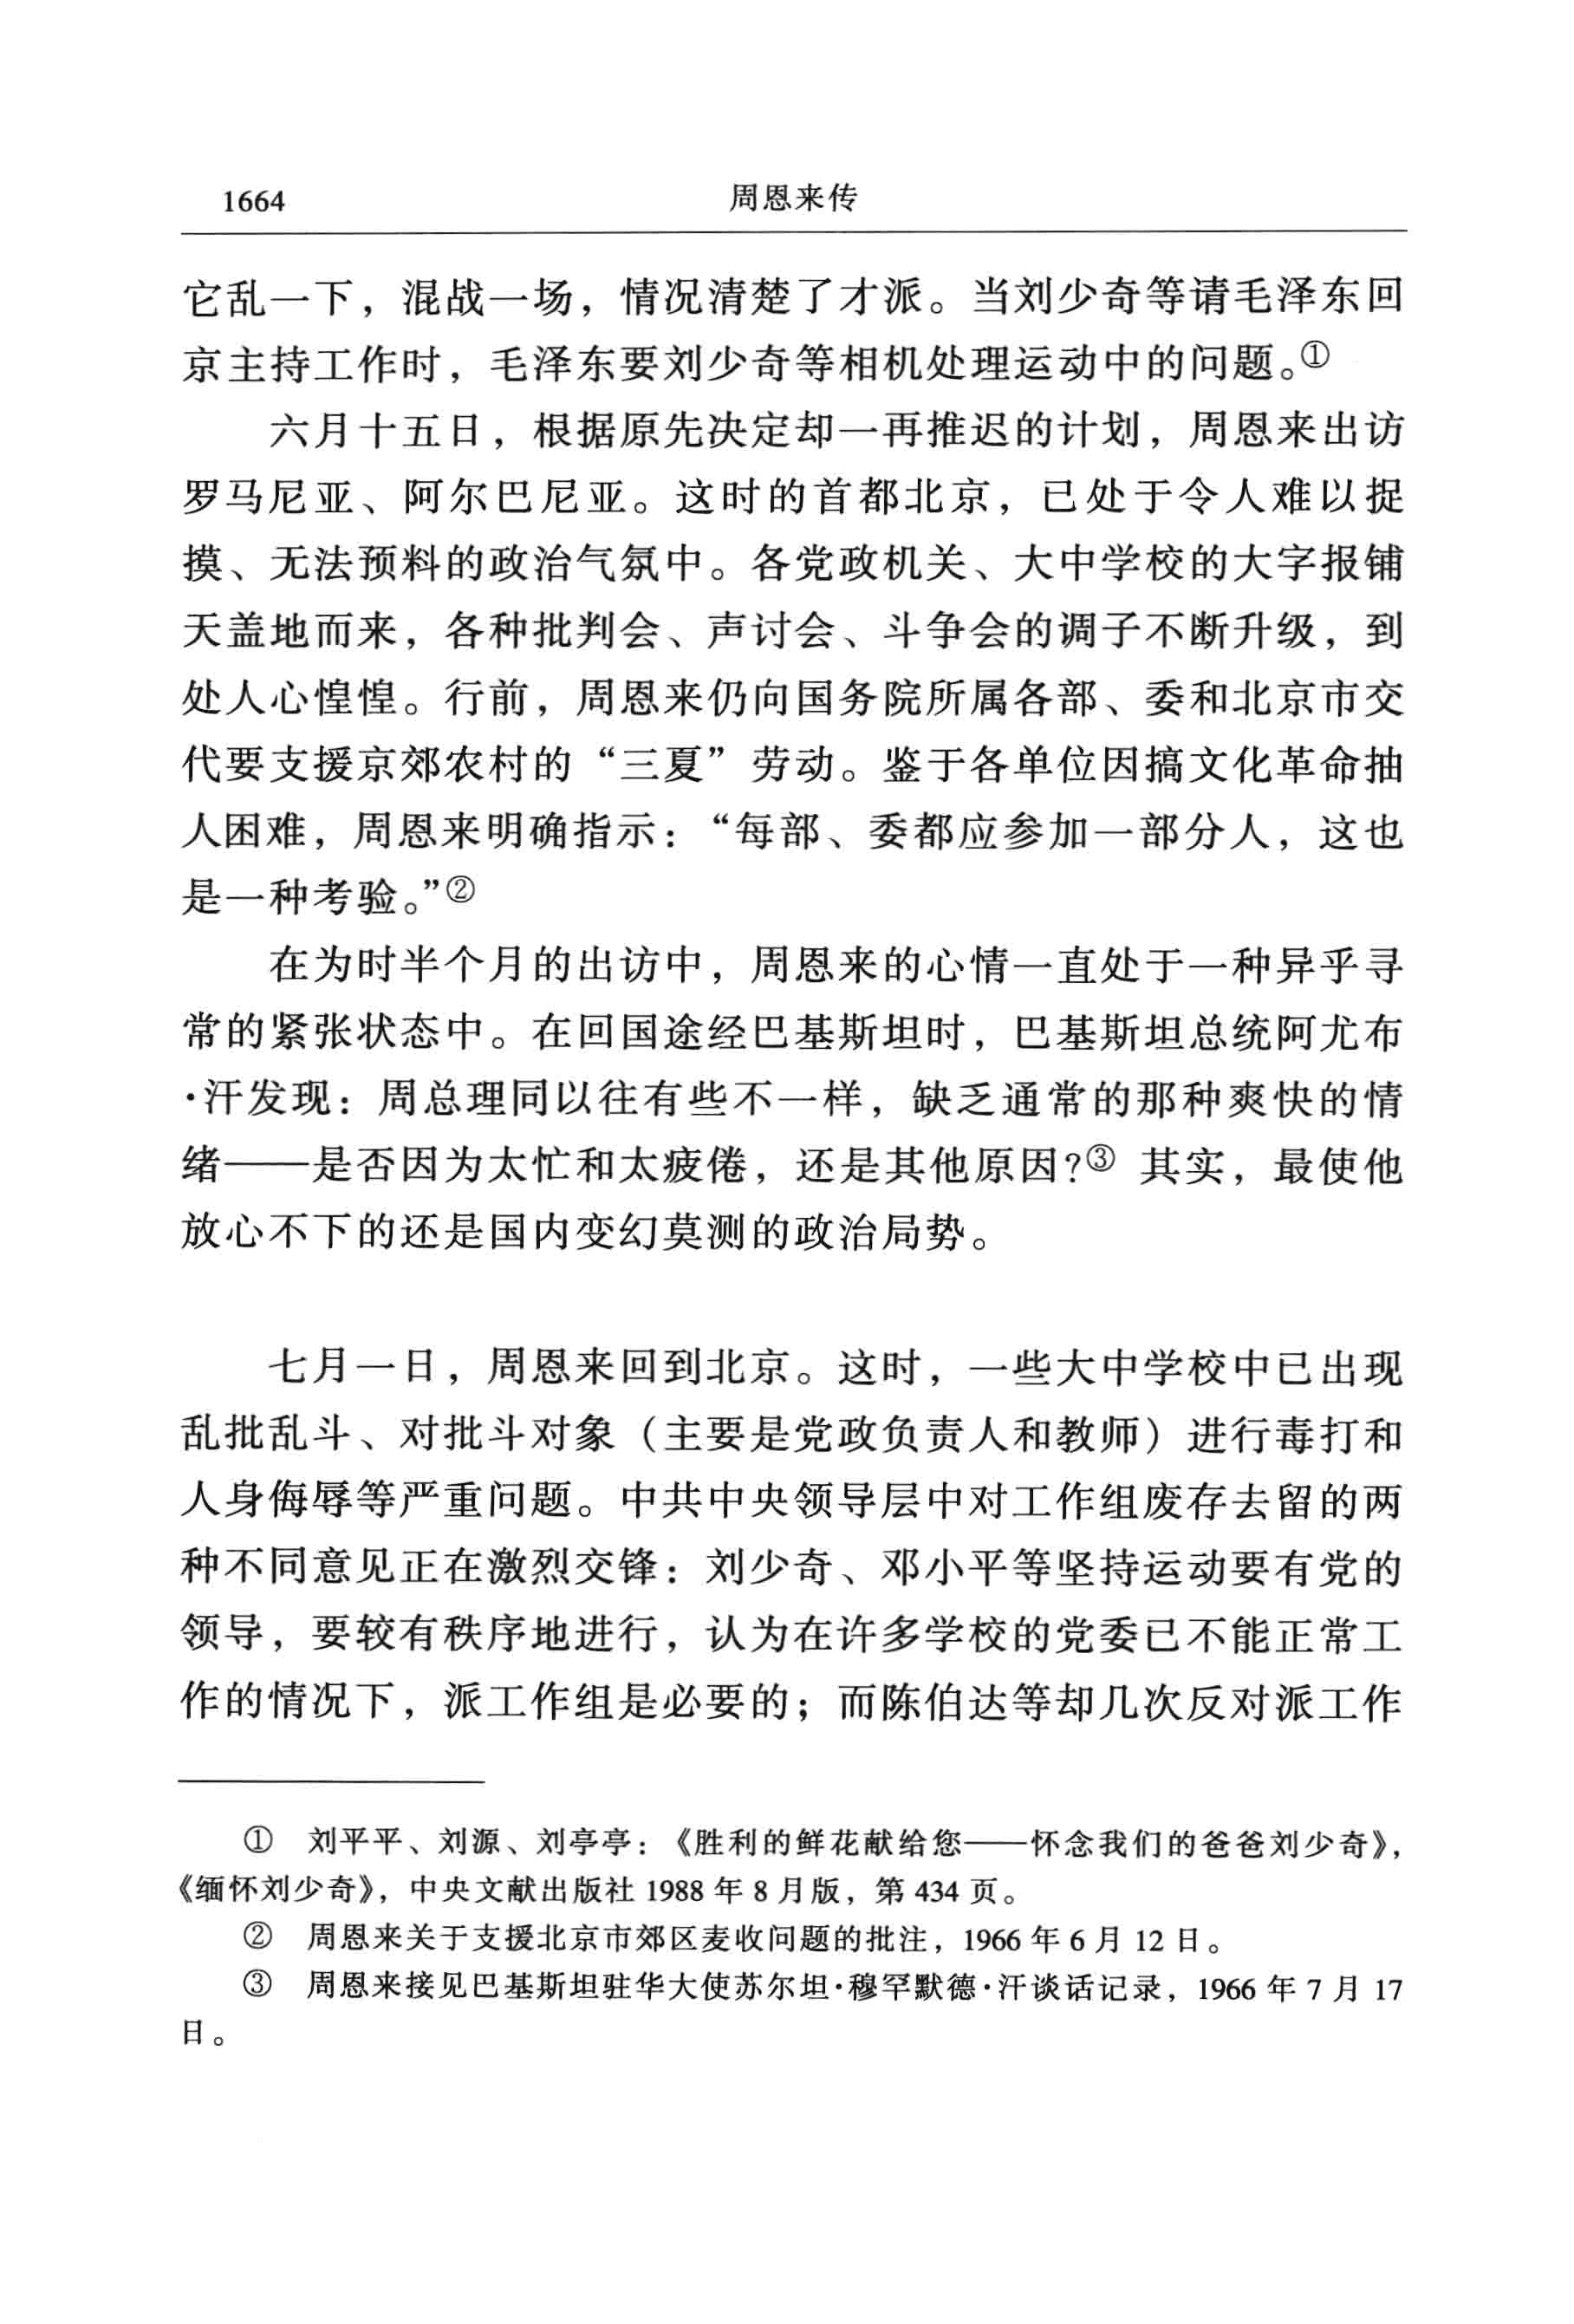 1664 周恩来传
它乱一下，混战一场，情况清楚了才派。当刘少奇等请毛泽东回
京主持工作时，毛泽东要刘少奇等相机处理运动中的问题。①
六月十五日，根据原先决定却一再推迟的计划，周恩来出访
罗马尼亚、阿尔巴尼亚。这时的首都北京，已处于令人难以捉
摸、无法预料的政治气氛中。各党政机关、大中学校的大字报铺
天盖地而来，各种批判会、声讨会、斗争会的调子不断升级，到
处人心惶惶。行前，周恩来仍向国务院所属各部、委和北京市交
代要支援京郊农村的“三夏”劳动。鉴于各单位因搞文化革命抽
人困难，周恩来明确指示：“每部、委都应参加一部分人，这也
是一种考验。”②
在为时半个月的出访中，周恩来的心情一直处于一种异乎寻
常的紧张状态中。在回国途经巴基斯坦时，巴基斯坦总统阿尤布
·汗发现：周总理同以往有些不一样，缺乏通常的那种爽快的情
绪——是否因为太忙和太疲倦，还是其他原因?③ 其实，最使他
放心不下的还是国内变幻莫测的政治局势。
七月一日，周恩来回到北京。这时，一些大中学校中已出现
乱批乱斗、对批斗对象（主要是党政负责人和教师）进行毒打和
人身侮辱等严重问题。中共中央领导层中对工作组废存去留的两
种不同意见正在激烈交锋：刘少奇、邓小平等坚持运动要有党的
领导，要较有秩序地进行，认为在许多学校的党委已不能正常工
作的情况下，派工作组是必要的；而陈伯达等却几次反对派工作
① 刘平平、刘源、刘亭亭：《胜利的鲜花献给您——怀念我们的爸爸刘少奇》，
《缅怀刘少奇》，中央文献出版社 1988 年 8 月版，第 434 页。
② 周恩来关于支援北京市郊区麦收问题的批注，1966 年 6 月 12 日。
③ 周恩来接见巴基斯坦驻华大使苏尔坦·穆罕默德·汗谈话记录，1966 年 7 月 17
日。